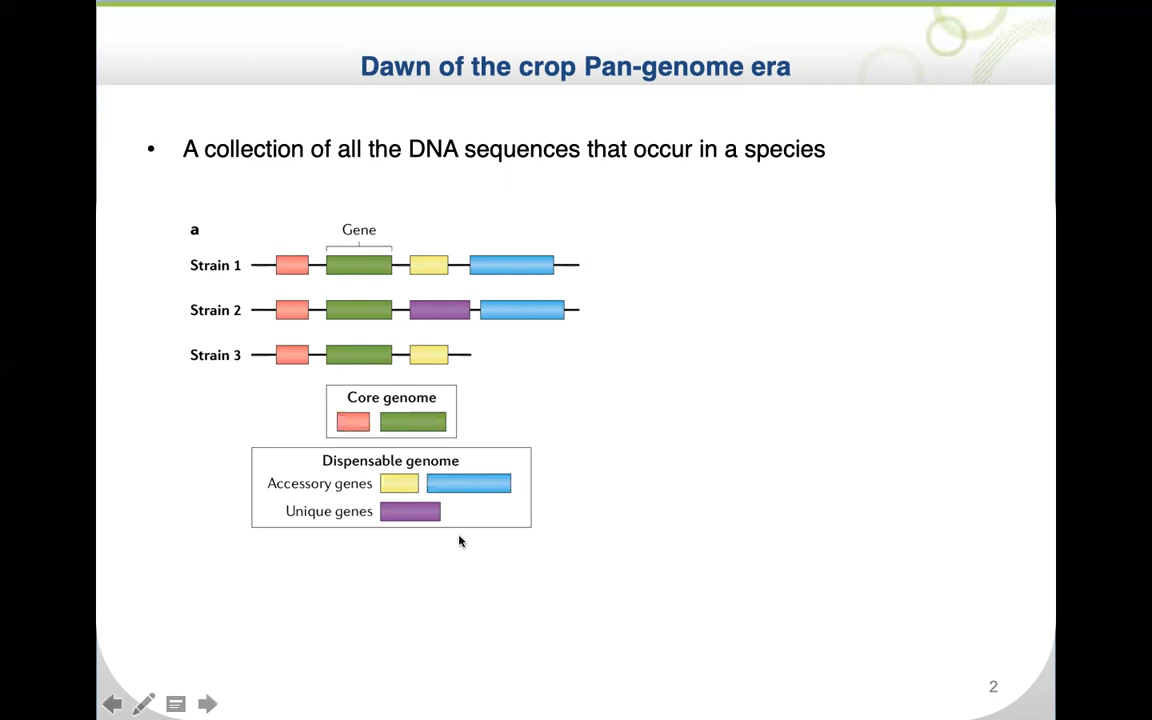 Dawn of the crop Pan-genome era
• A collection of all the DNA sequences that occur in a species
a
Gene
Strain 1
Strain 2
Strain 3
Core genome
Dispensable genome
Accessory genes
Unique genes
2